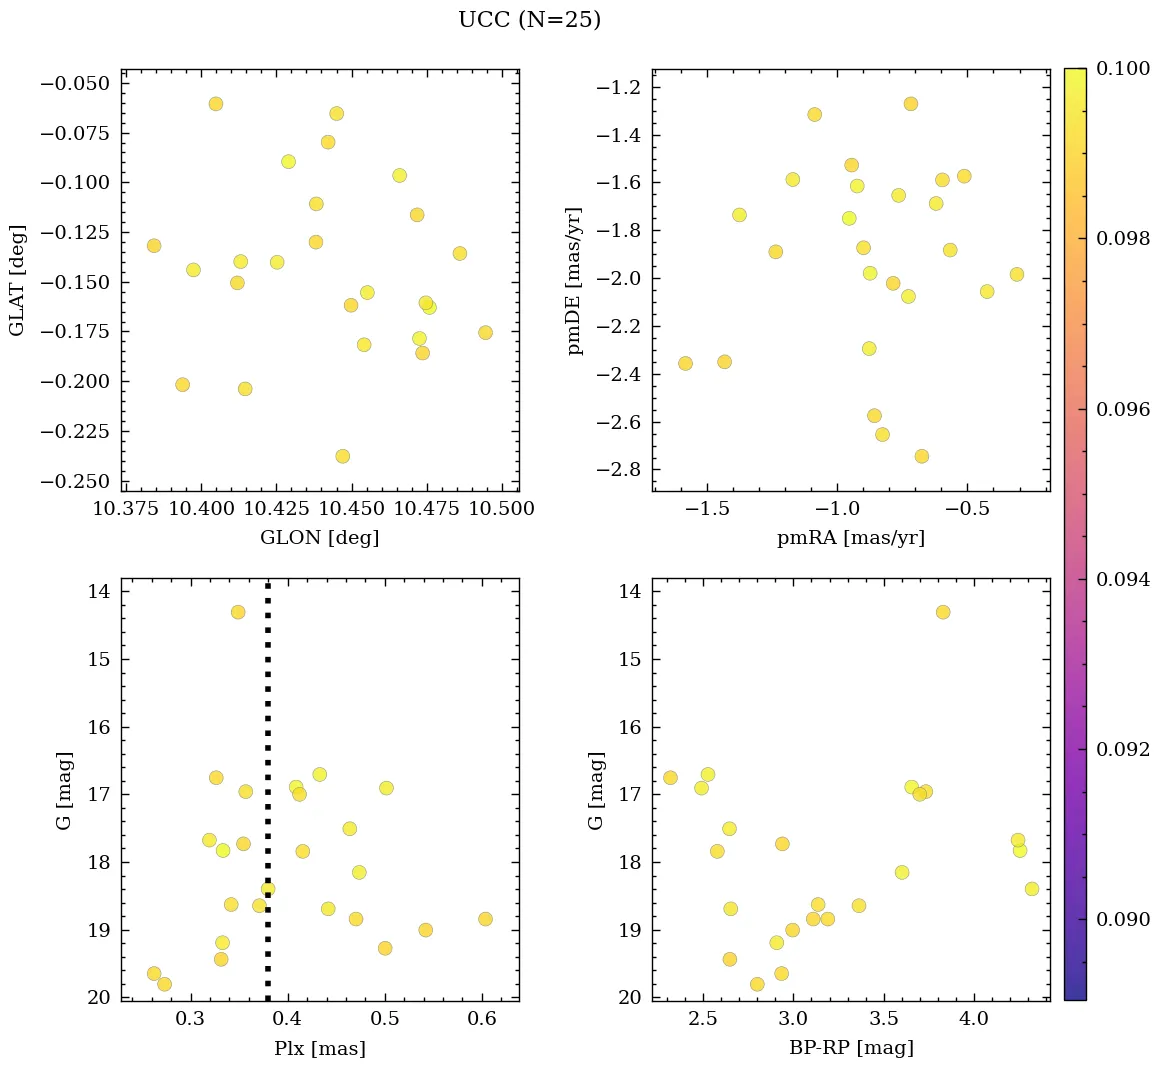 UCC (N=25)
−0.050
−0.075
−0.100
−0.125
−0.150
−0.175
−0.200
−0.225
−0.250
GLAT [deg]
10.375 10.400 10.425 10.450 10.475 10.500
GLON [deg]
−1.2
−1.4
−1.6
−1.8
−2.0
−2.2
−2.4
−2.6
−2.8
pmDE [mas/yr]
−1.5 −1.0 −0.5
pmRA [mas/yr]
14
15
16
17
18
19
20
G [mag]
0.3 0.4 0.5 0.6
Plx [mas]
14
15
16
17
18
19
20
G [mag]
2.5 3.0 3.5 4.0
BP-RP [mag]
0.100
0.098
0.096
0.094
0.092
0.090